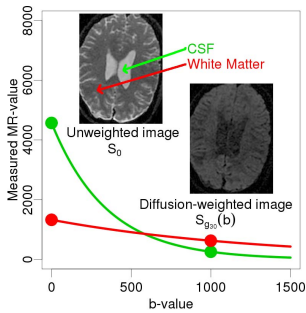 8000
6000
4000
2000
0
Measured MR-value
CSF
White Matter
Unweighted image
S0
Diffusion-weighted image
Sg30(b)
0 500 1000 1500
b-value